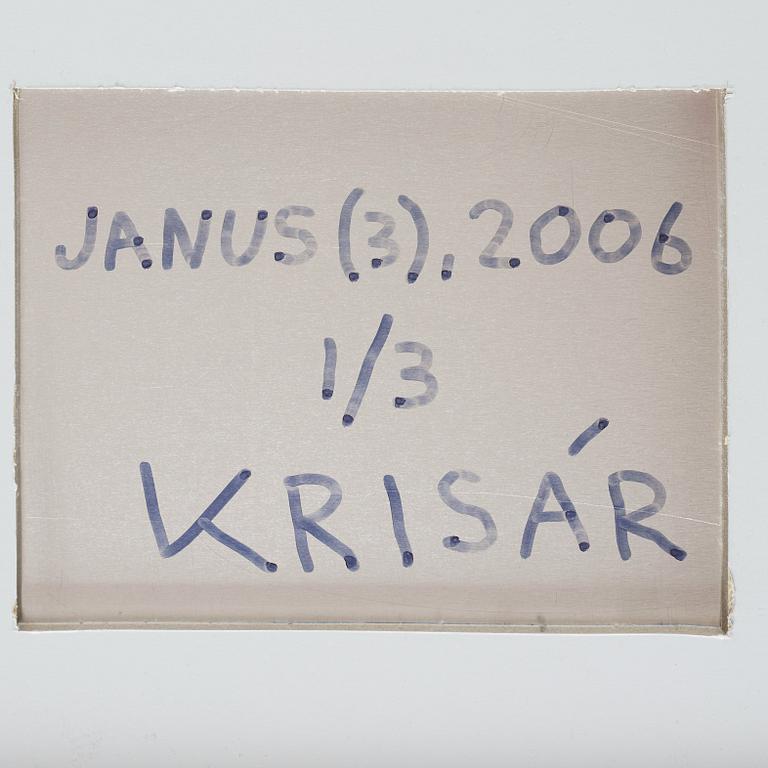 JANUS (3), 2006
1/3
KRISÁR